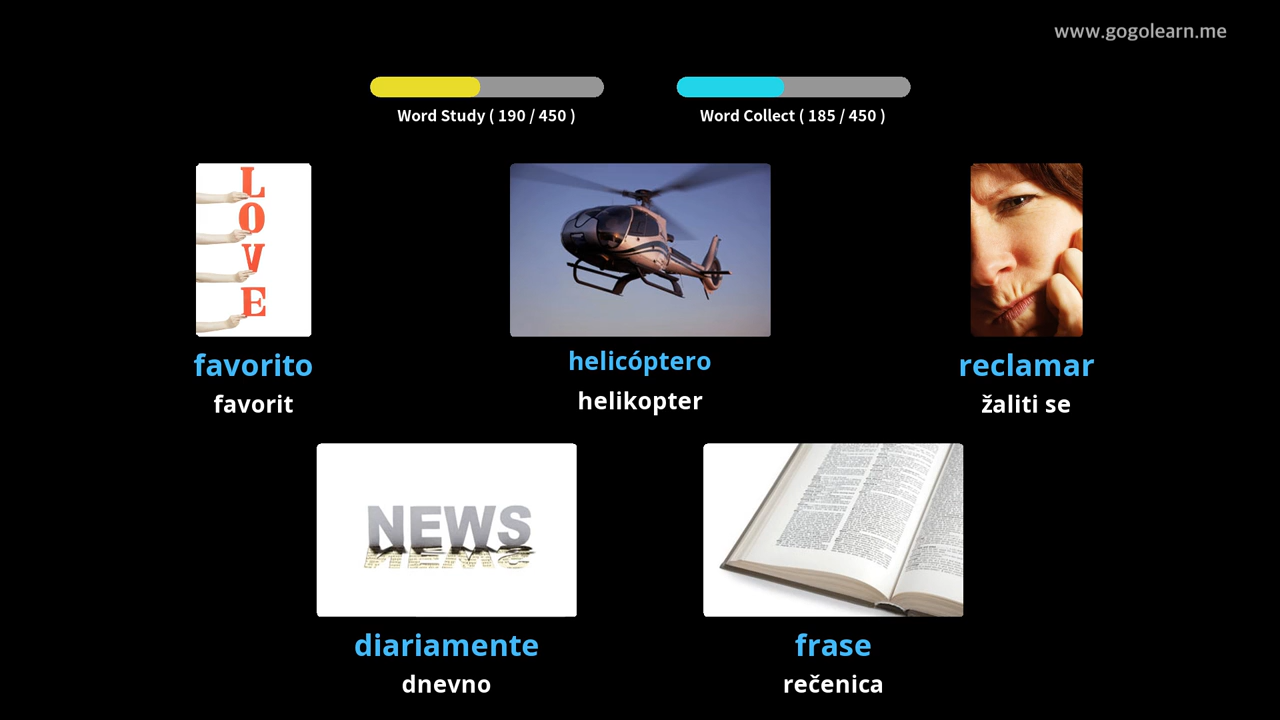 www.gogolearn.me
Word Study ( 190 / 450 )
Word Collect ( 185 / 450 )
L
O
V
E
favorito
favorit
helicóptero
helikopter
reclamar
žaliti se
NEWS
diariamente
dnevno
frase
rečenica